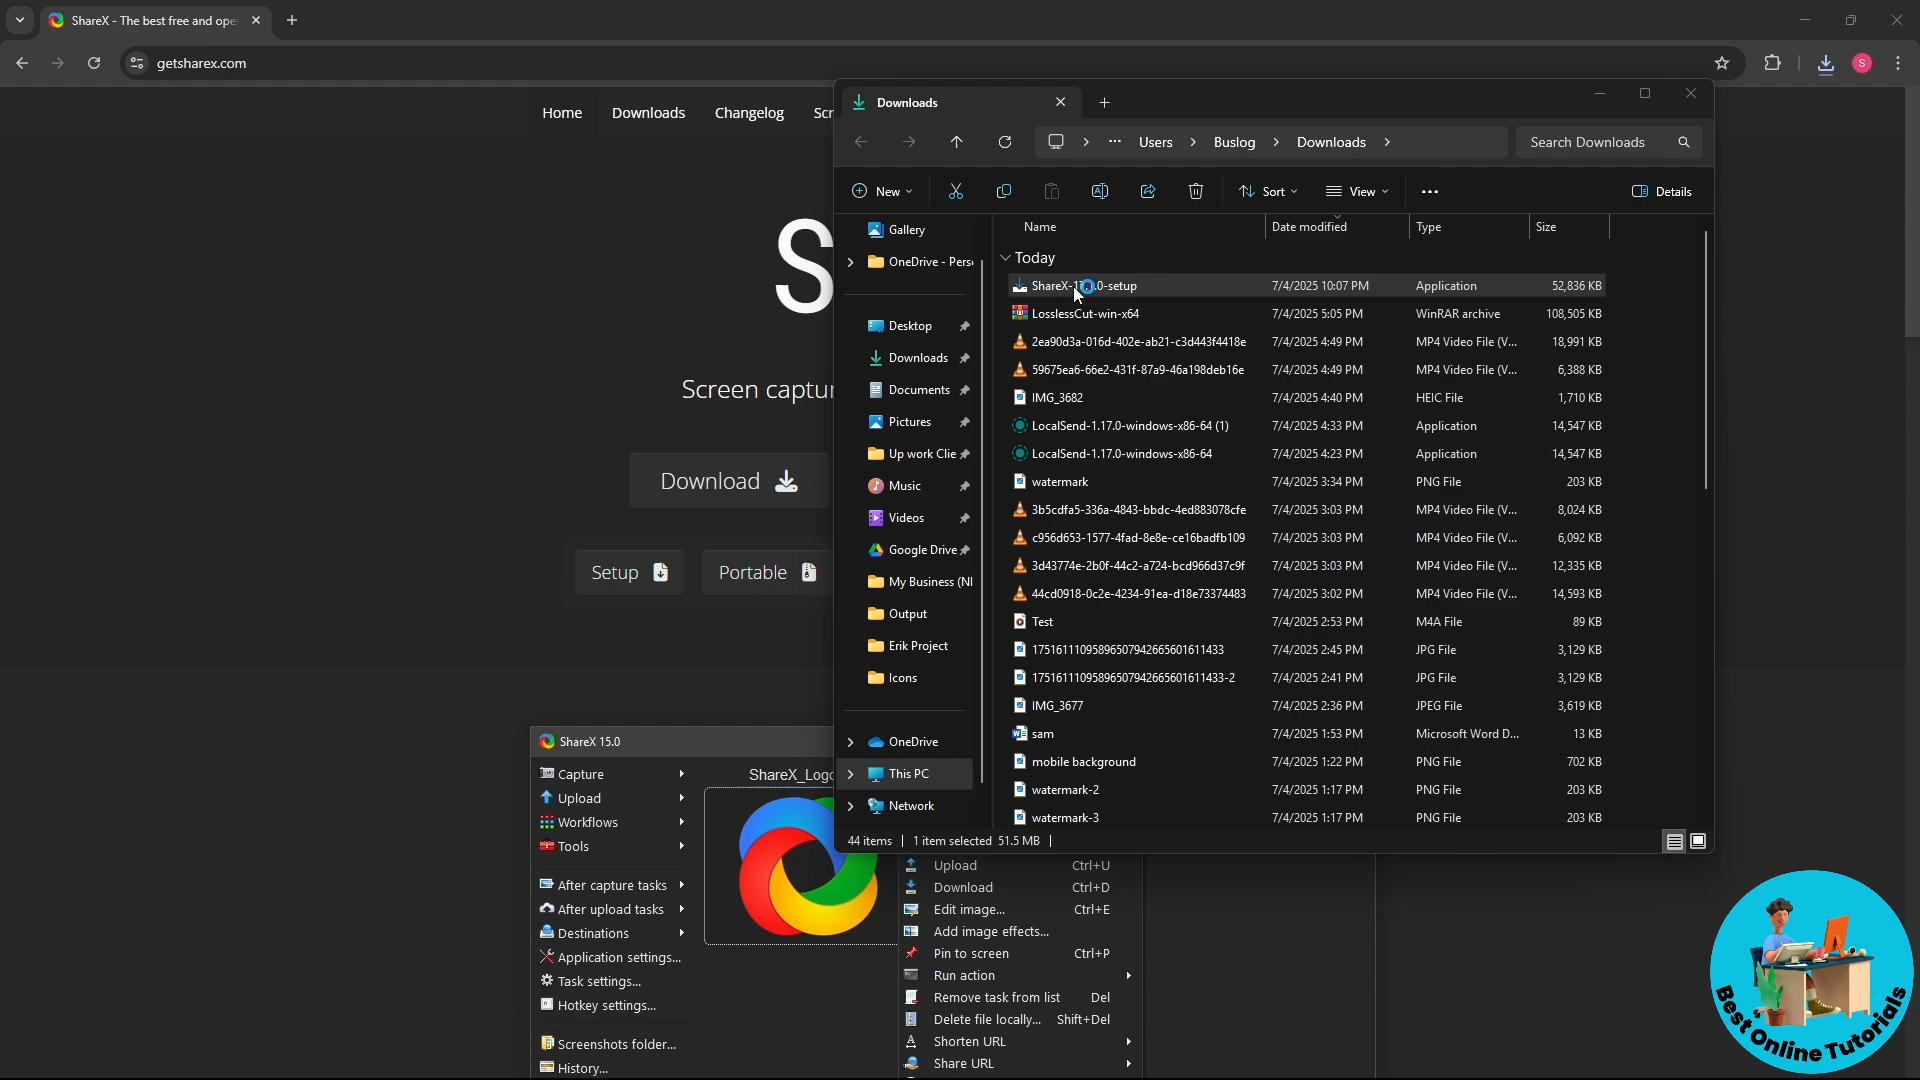 ShareX - The best free and ope
getsharex.com
S
Home
Downloads
Changelog
Scr
S
Screen captur
Download
Setup
Portable
Downloads
Users
Buslog
Downloads
Search Downloads
New
Sort
View
Details
Gallery
OneDrive - Pers
Desktop
Downloads
Documents
Pictures
Up work Clie
Music
Videos
Google Drive
My Business (NI
Output
Erik Project
Icons
OneDrive
This PC
Network
Name Date modified Type Size
Today
7/4/2025 10:07 PM Application 52,836 KB
LosslessCut-win-x64 7/4/2025 5:05 PM WinRAR archive 108,505 KB
2ea90d3a-016d-402e-ab21-c3d443f4418e 7/4/2025 4:49 PM MP4 Video File (V... 18,991 KB
59675ea6-66e2-431f-87a9-46a198deb16e 7/4/2025 4:49 PM MP4 Video File (V... 6,388 KB
IMG_3682 7/4/2025 4:40 PM HEIC File 1,710 KB
LocalSend-1.17.0-windows-x86-64 (1) 7/4/2025 4:33 PM Application 14,547 KB
LocalSend-1.17.0-windows-x86-64 7/4/2025 4:23 PM Application 14,547 KB
watermark 7/4/2025 3:34 PM PNG File 203 KB
3b5cdfa5-336a-4843-bbdc-4ed883078cfe 7/4/2025 3:03 PM MP4 Video File (V... 8,024 KB
c956d653-1577-4fad-8e8e-ce16badfb109 7/4/2025 3:03 PM MP4 Video File (V... 6,092 KB
3d43774e-2b0f-44c2-a724-bcd966d37c9f 7/4/2025 3:03 PM MP4 Video File (V... 12,335 KB
44cd0918-0c2e-4234-91ea-d18e73374483 7/4/2025 3:02 PM MP4 Video File (V... 14,593 KB
Test 7/4/2025 2:53 PM M4A File 89 KB
17516111095896507942665601611433 7/4/2025 2:45 PM JPG File 3,129 KB
17516111095896507942665601611433-2 7/4/2025 2:41 PM JPG File 3,129 KB
IMG_3677 7/4/2025 2:36 PM JPEG File 3,619 KB
sam 7/4/2025 1:53 PM Microsoft Word D... 13 KB
mobile background 7/4/2025 1:22 PM PNG File 702 KB
watermark-2 7/4/2025 1:17 PM PNG File 203 KB
watermark-3 7/4/2025 1:17 PM PNG File 203 KB
44 items 1 item selected 51.5 MB
ShareX 15.0
Capture
Upload
Workflows
Tools
After capture tasks
After upload tasks
Destinations
Application settings...
Task settings...
Hotkey settings...
Screenshots folder...
History...
ShareX_Logo
Upload Ctrl+U
Download Ctrl+D
Edit image... Ctrl+E
Add image effects...
Pin to screen Ctrl+P
Run action
Remove task from list Del
Delete file locally... Shift+Del
Shorten URL
Share URL
Best Online Tutorials